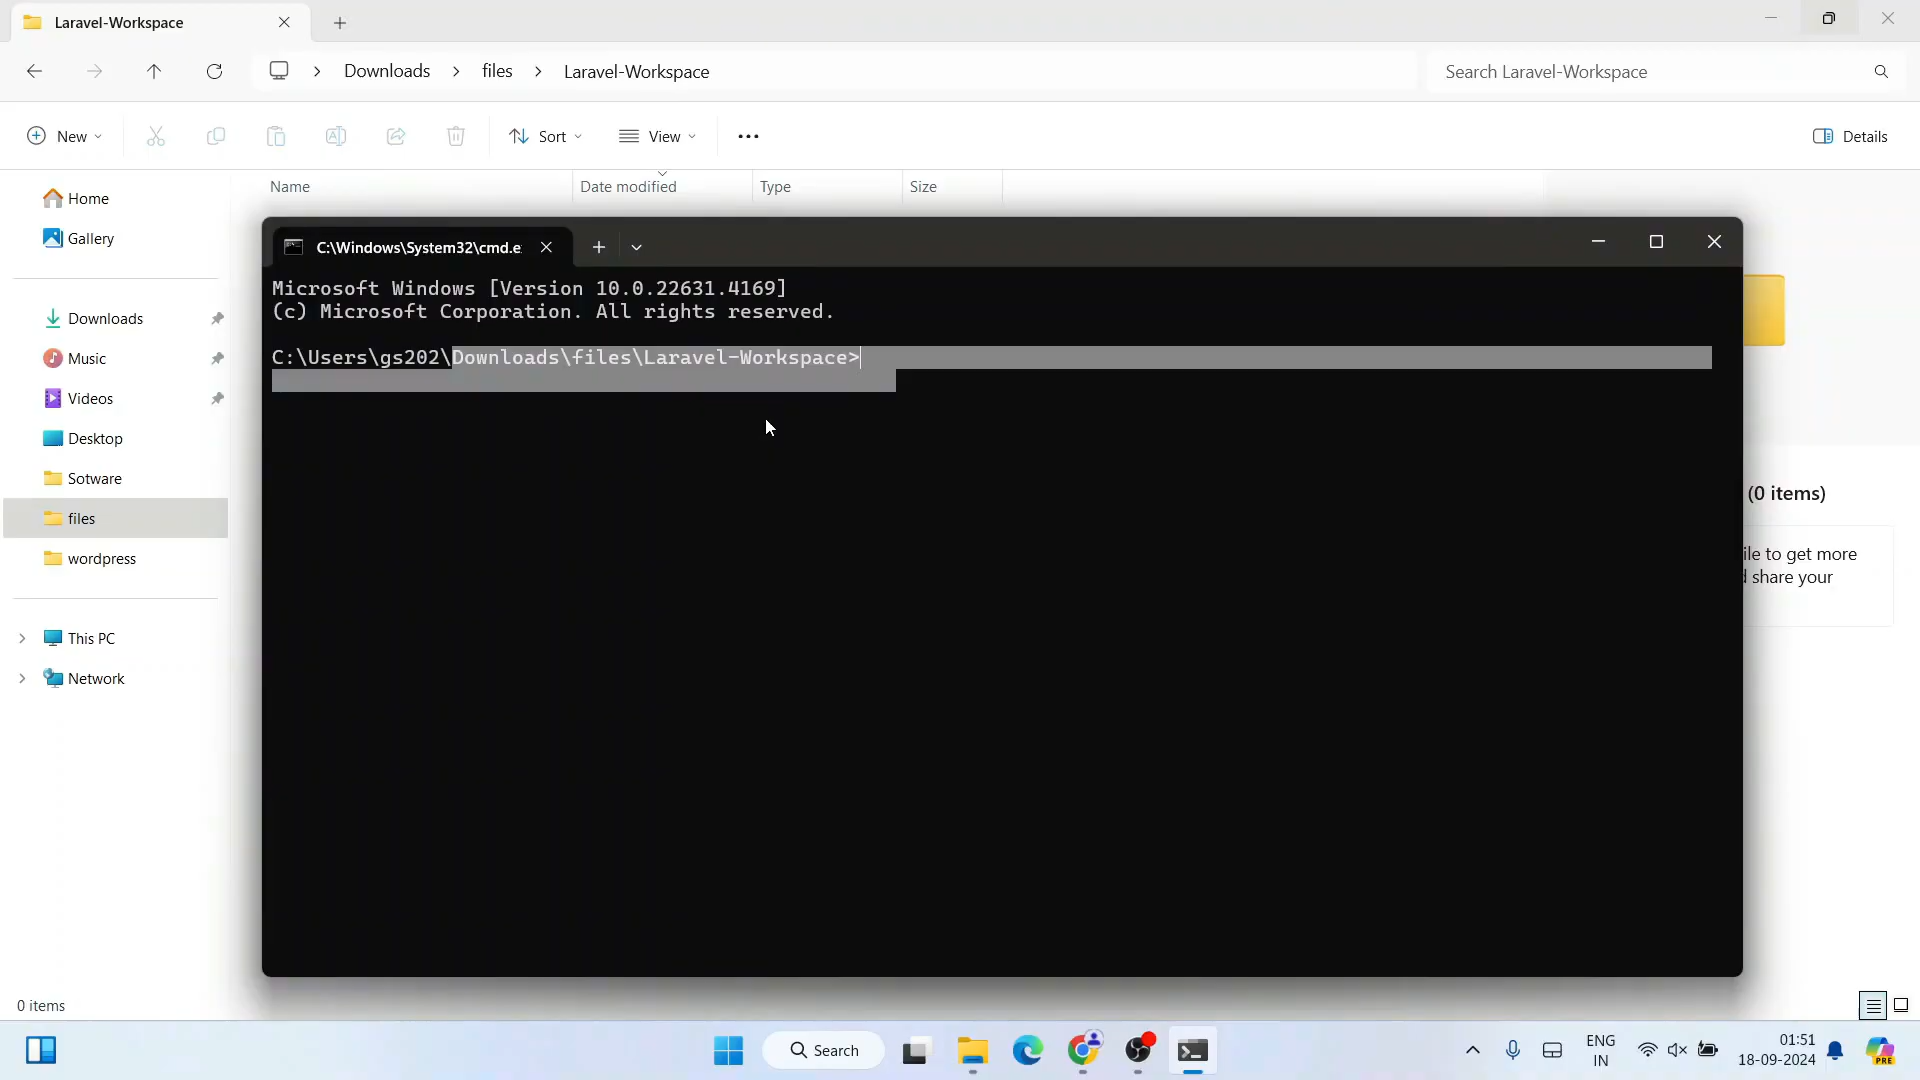 Laravel-Workspace
Downloads > files > Laravel-Workspace
Search Laravel-Workspace
New
Sort
View
Details
Name
Date modified
Type
Size
Home
Gallery
Downloads
Music
Videos
Desktop
Sotware
files
wordpress
This PC
Network
C:\Windows\System32\cmd.e
Microsoft Windows [Version 10.0.22631.4169]
(c) Microsoft Corporation. All rights reserved.
C:\Users\gs202\Downloads\files\Laravel-Workspace>
(0 items)
ile to get more
share your
0 items
Search
ENG
IN
01:51
18-09-2024
PRE